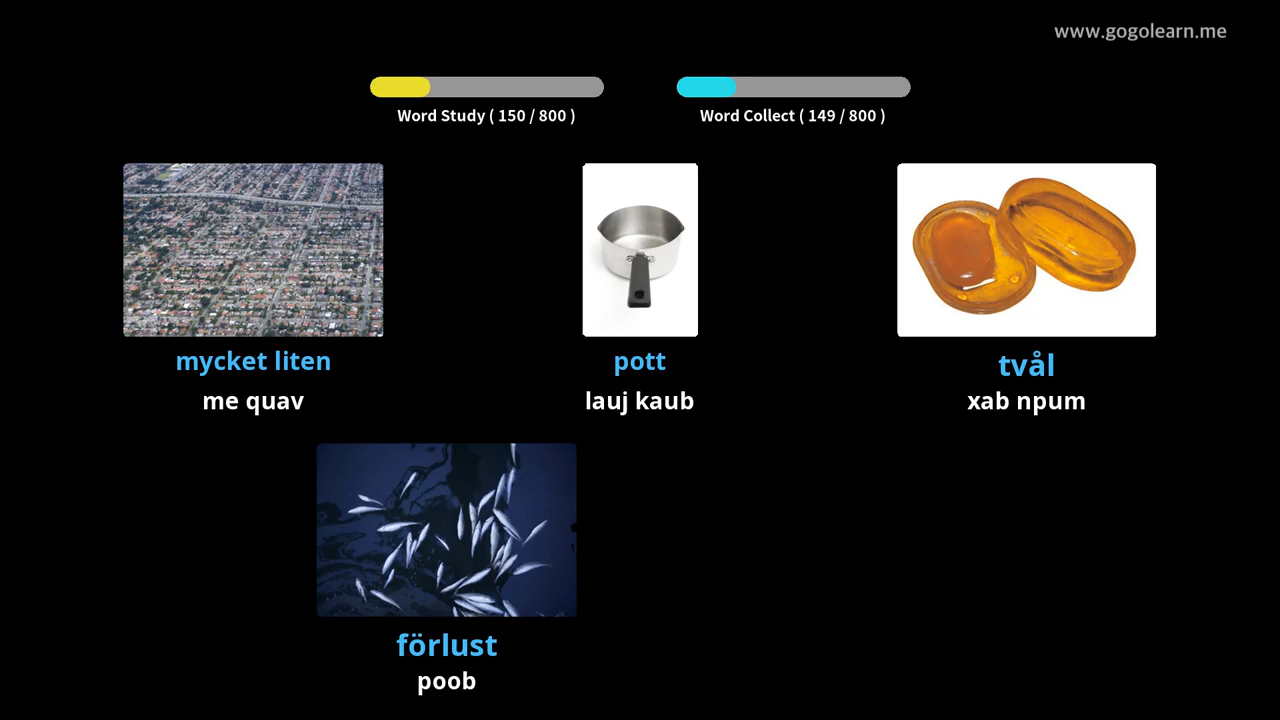 www.gogolearn.me
Word Study ( 150 / 800 )
Word Collect ( 149 / 800 )
mycket liten
me quav
pott
lauj kaub
tvål
xab npum
förlust
poob